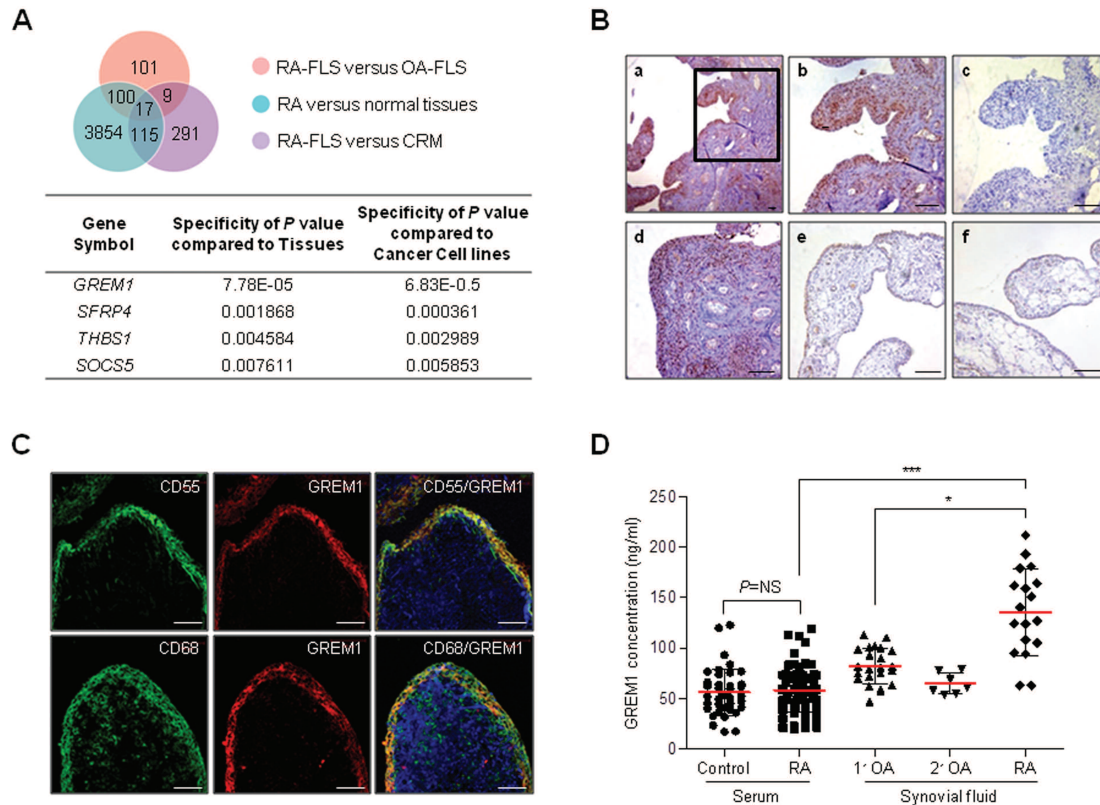 A
101
100
9
17
3854
115
291
RA-FLS versus OA-FLS
RA versus normal tissues
RA-FLS versus CRM
Gene Symbol
Specificity of P value compared to Tissues
Specificity of P value compared to Cancer Cell lines
GREM1 7.78E-05 6.83E-0.5
SFRP4 0.001868 0.000361
THBS1 0.004584 0.002989
SOCS5 0.007611 0.005853
B
a
b
c
d
e
f
C
CD55
GREM1
CD55/GREM1
CD68
GREM1
CD68/GREM1
D
GREM1 concentration (ng/ml)
250
200
150
100
50
0
P=NS
***
*
Control RA 1′ OA 2′ OA RA
Serum Synovial fluid